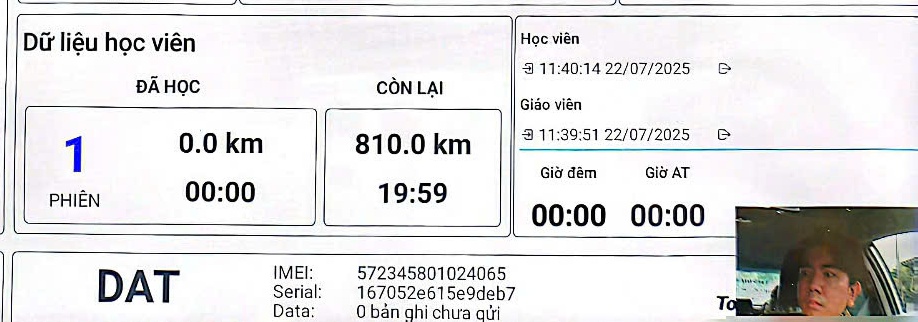 Dữ liệu học viên
ĐÃ HỌC
CÒN LẠI
1
PHIÊN
0.0 km
00:00
810.0 km
19:59
Học viên
11:40:14 22/07/2025
Giáo viên
11:39:51 22/07/2025
Giờ đêm Giờ AT
00:00 00:00
DAT
IMEI: 572345801024065
Serial: 167052e615e9deb7
Data: 0 bản ghi chưa gửi